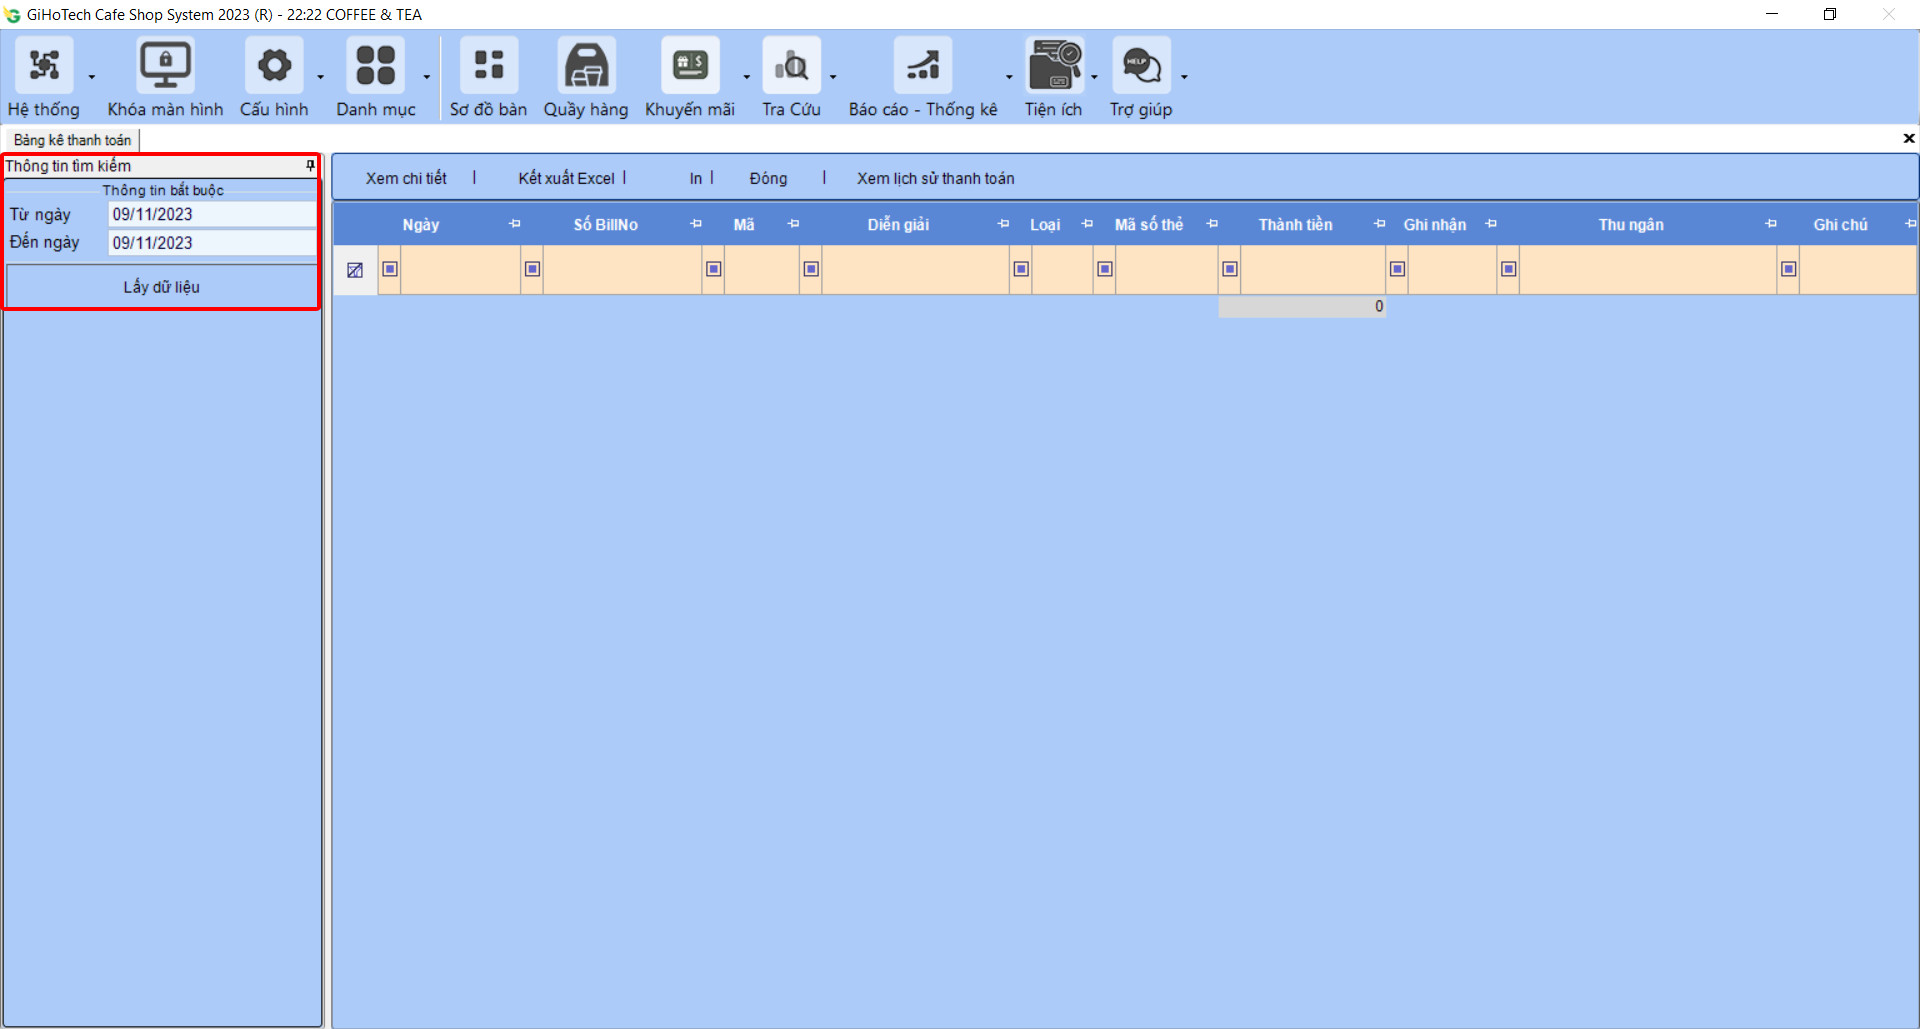 GiHoTech Cafe Shop System 2023 (R) - 22:22 COFFEE & TEA
Hệ thống Khóa màn hình Cấu hình Danh mục Sơ đồ bàn Quầy hàng Khuyến mãi Tra Cứu Báo cáo - Thống kê Tiện ích Trợ giúp
Bảng kê thanh toán
Thông tin tìm kiếm
Thông tin bắt buộc
Từ ngày 09/11/2023
Đến ngày 09/11/2023
Lấy dữ liệu
Xem chi tiết | Kết xuất Excel | In | Đóng | Xem lịch sử thanh toán
Ngày Số BillNo Mã Diễn giải Loại Mã số thẻ Thành tiền Ghi nhận Thu ngân Ghi chú
0